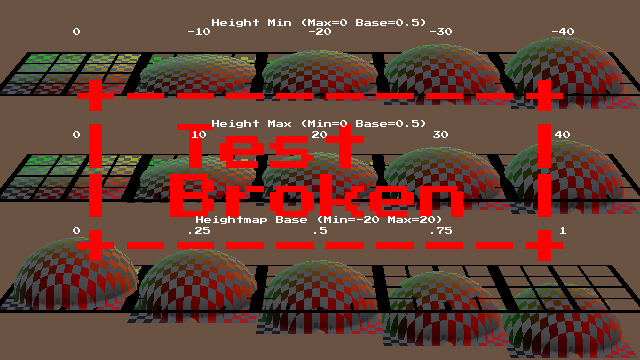 Height Min (Max=0 Base=0.5)
0 -10 -20 -30 -40
Height Max (Min=0 Base=0.5)
0 10 20 30 40
Test
Broken
Heightmap Base (Min=-20 Max=20)
0 .25 .5 .75 1